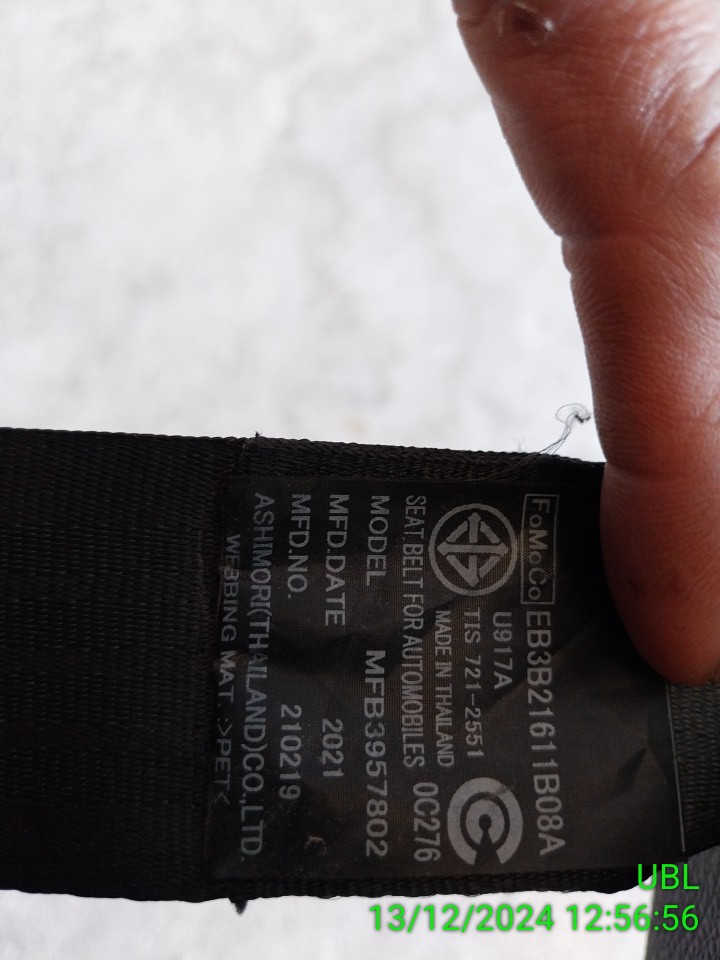 FoMoCo EB3B21611B08A
U917A
TIS 721-2551
MADE IN THAILAND
SEAT BELT FOR AUTOMOBILES 0C276
MODEL MFB3957802
MFD.DATE 2021
MFD.NO. 210219
ASHIMORI(THAILAND)CO.,LTD.
WEBBING MAT. >PET<
UBL
13/12/2024 12:56:56